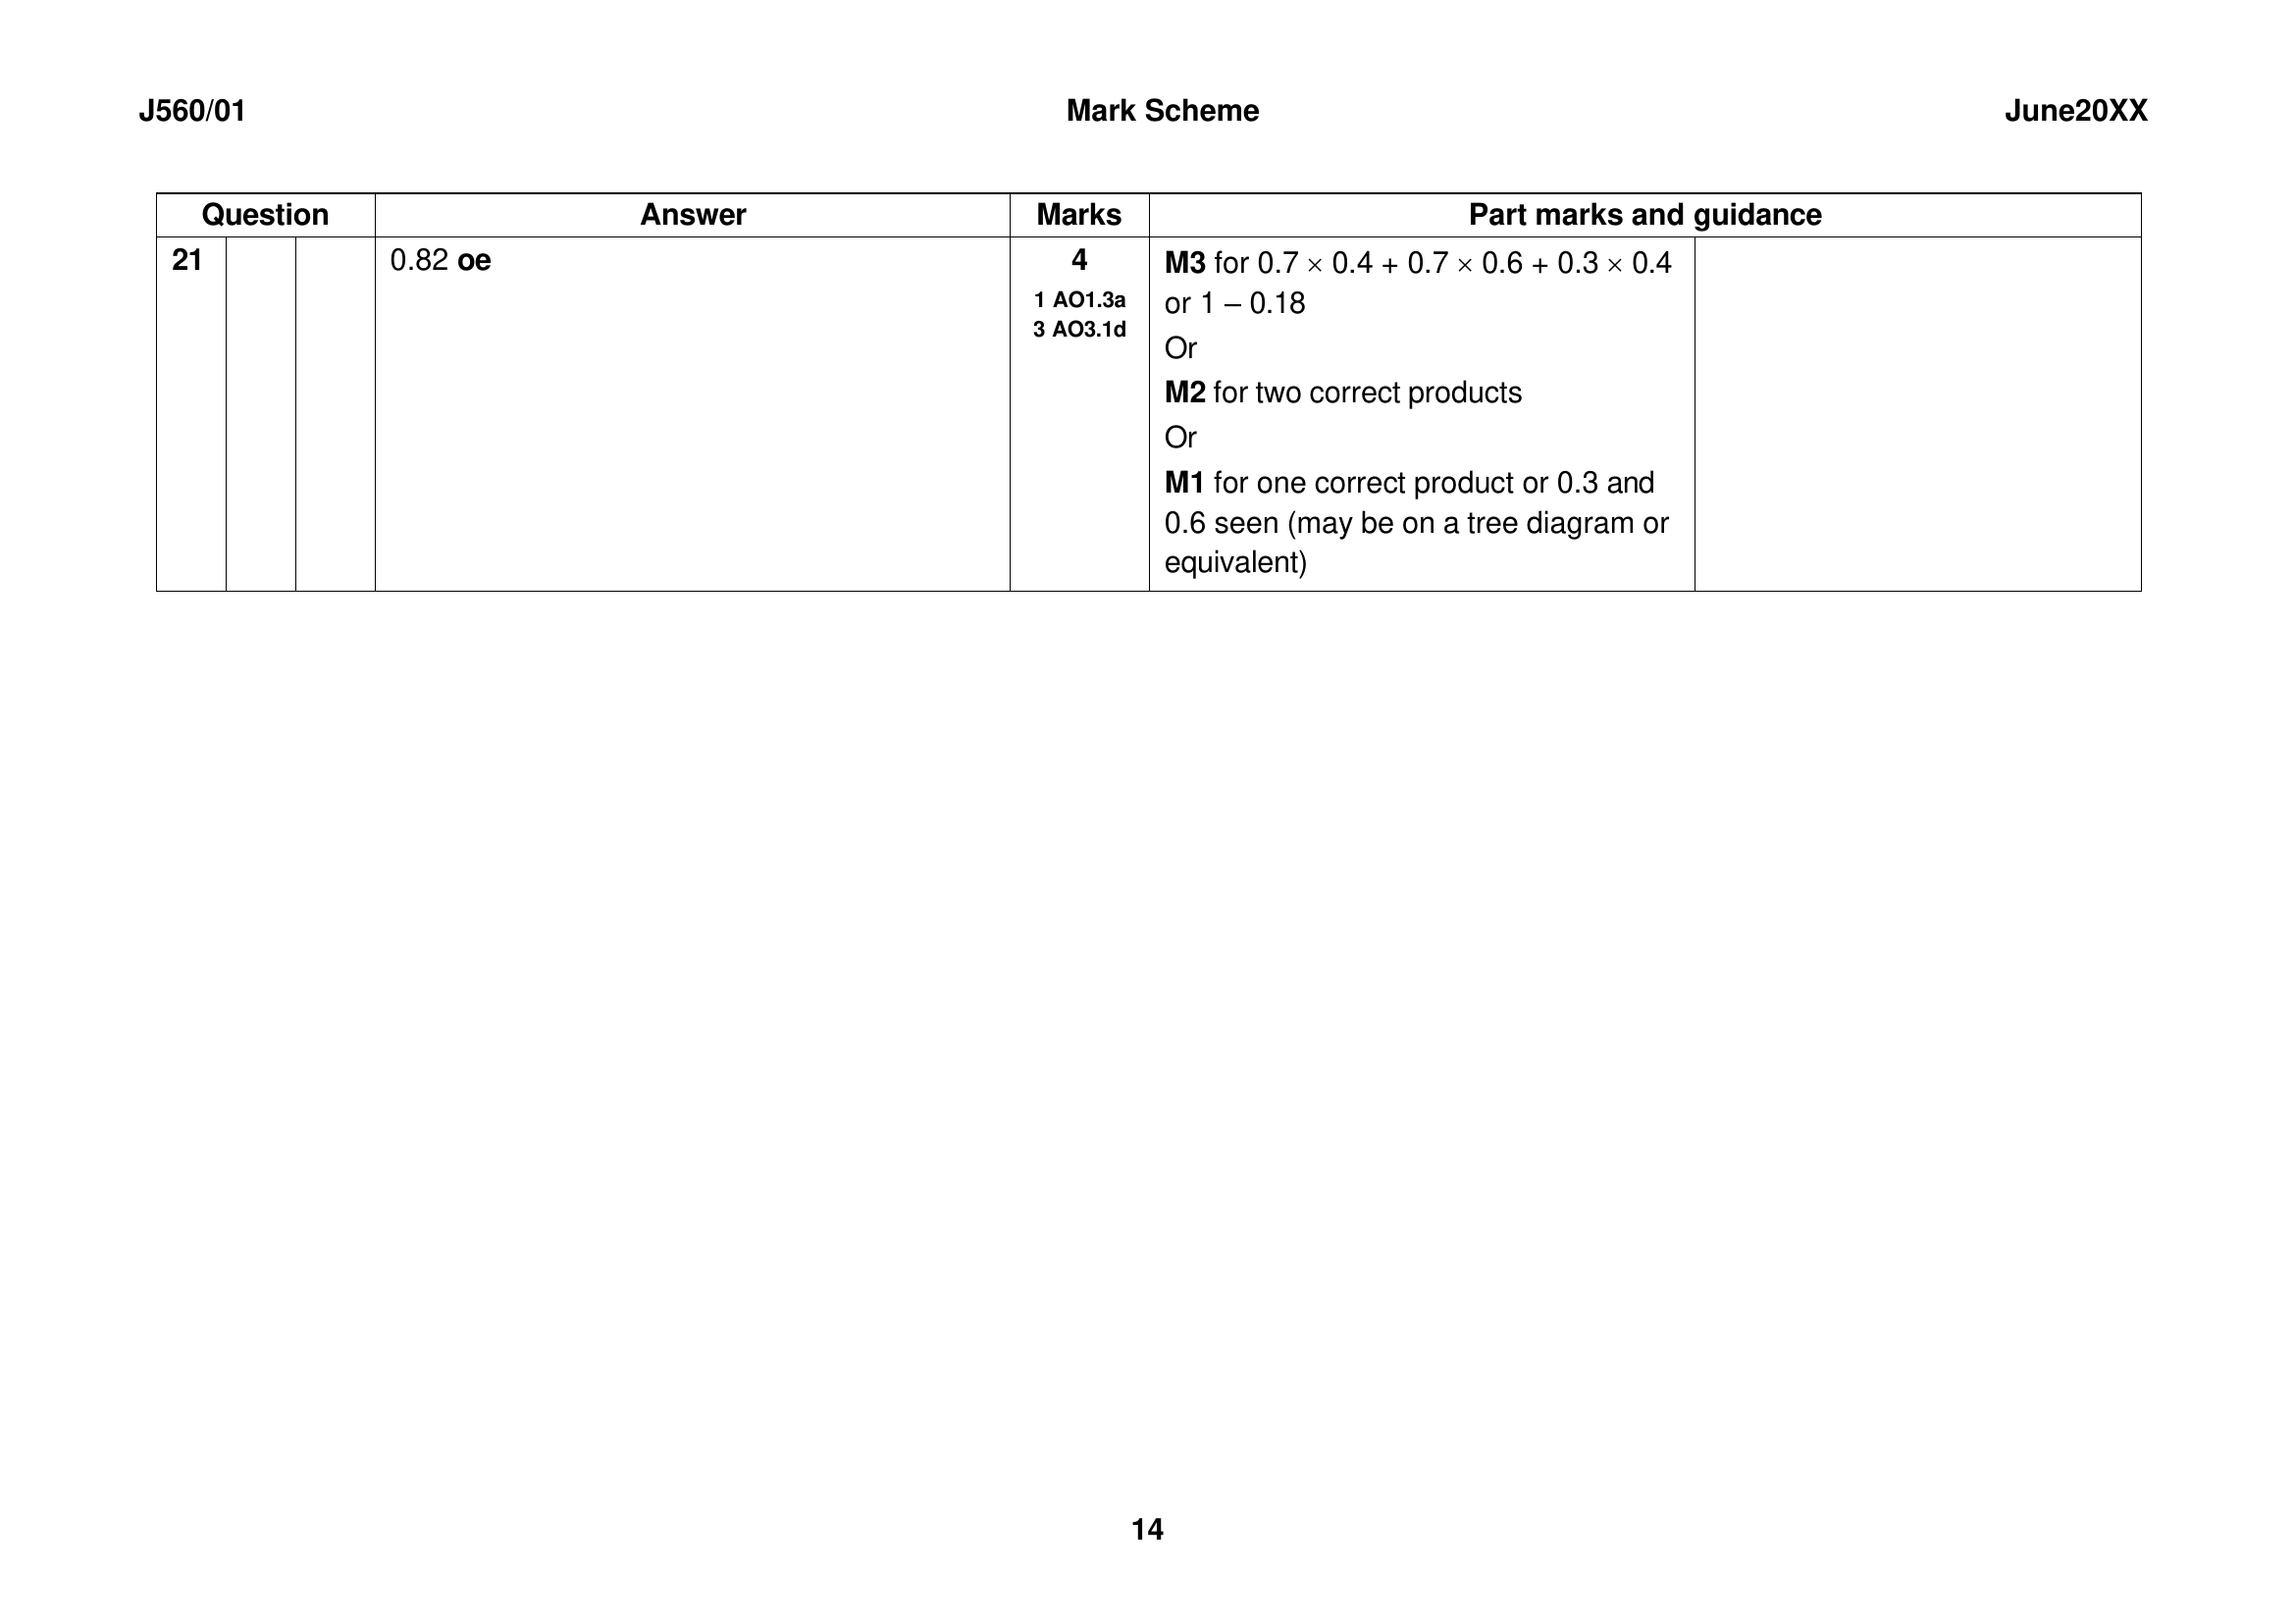 J560/01 Mark Scheme June20XX
Question Answer Marks Part marks and guidance
21 0.82 oe 4
1 AO1.3a
3 AO3.1d
M3 for 0.7 × 0.4 + 0.7 × 0.6 + 0.3 × 0.4
or 1 – 0.18
Or
M2 for two correct products
Or
M1 for one correct product or 0.3 and
0.6 seen (may be on a tree diagram or
equivalent)
14